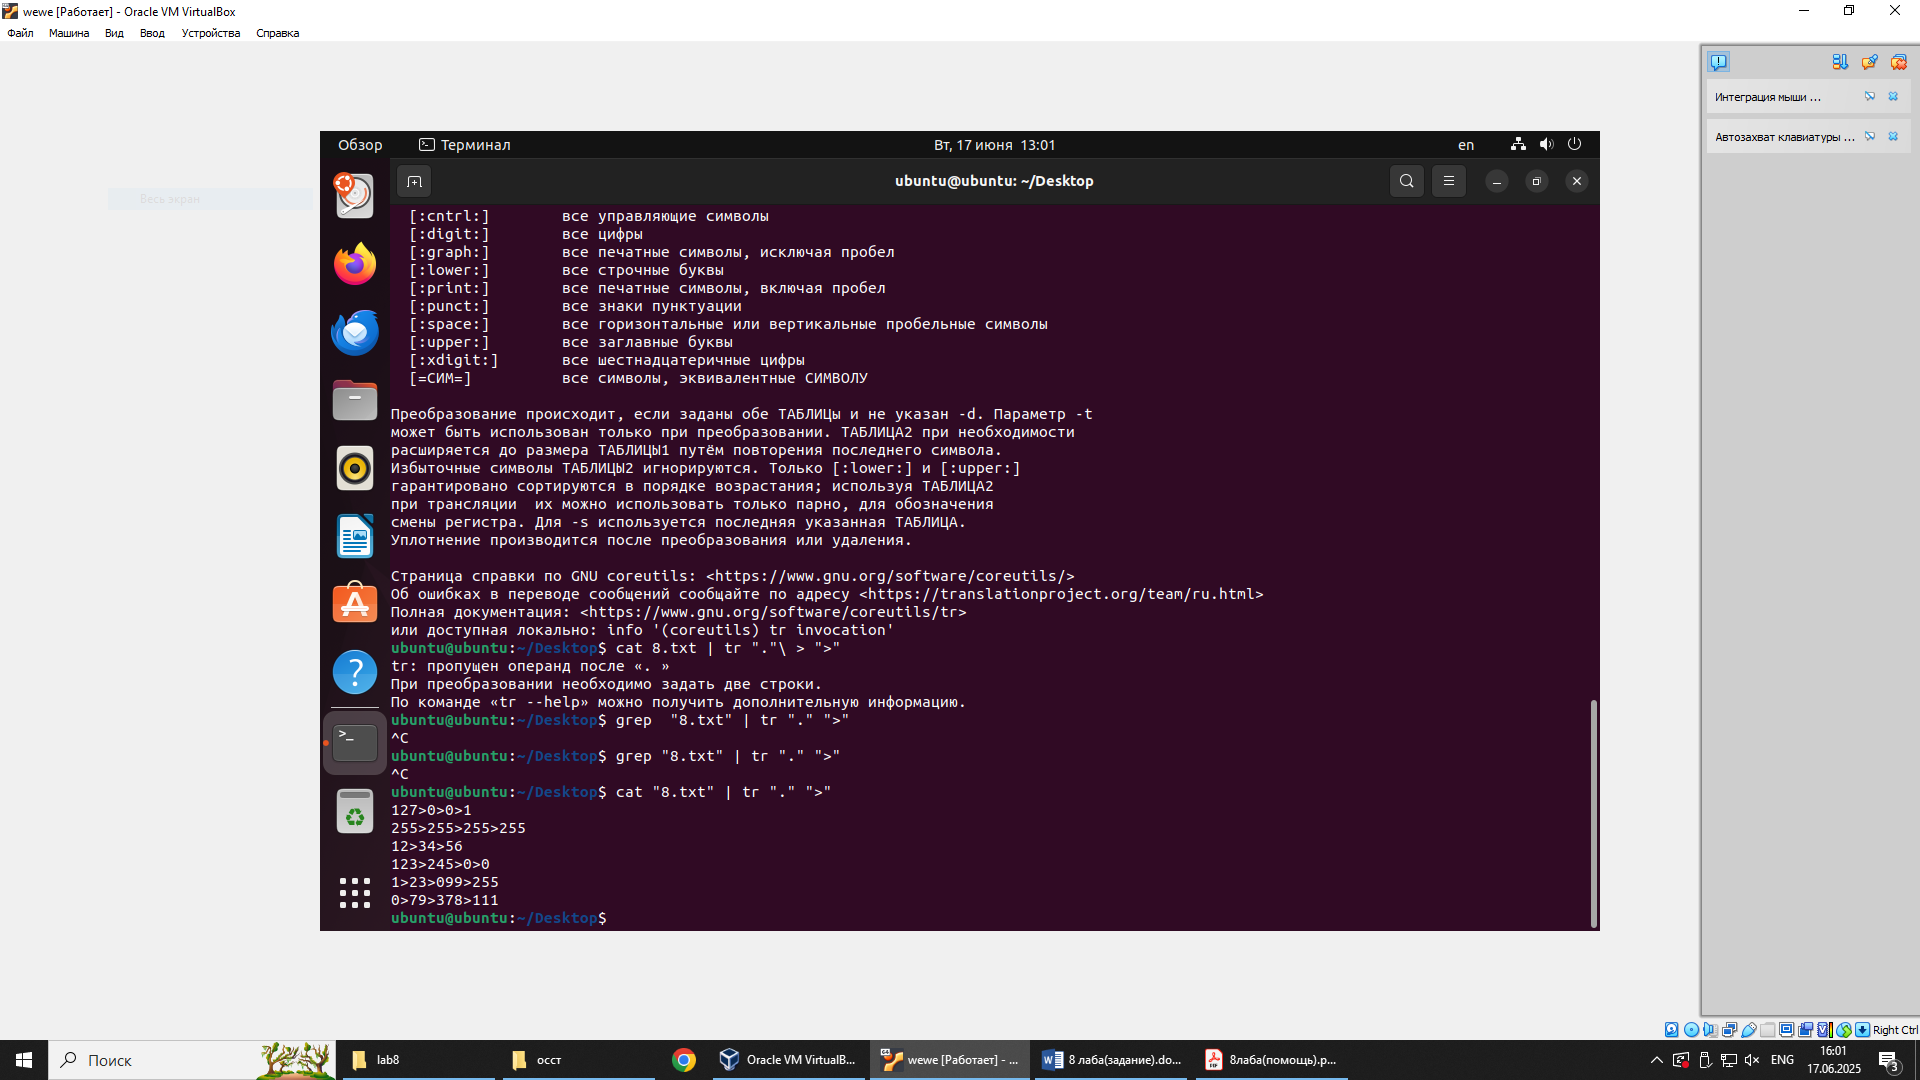 wewe [Работает] - Oracle VM VirtualBox
Файл Машина Вид Ввод Устройства Справка
Интеграция мыши ...
Автозахват клавиатуры ...
Весь экран
Обзор Терминал Вт, 17 июня 13:01 en
ubuntu@ubuntu: ~/Desktop
[:cntrl:] все управляющие символы
[:digit:] все цифры
[:graph:] все печатные символы, исключая пробел
[:lower:] все строчные буквы
[:print:] все печатные символы, включая пробел
[:punct:] все знаки пунктуации
[:space:] все горизонтальные или вертикальные пробельные символы
[:upper:] все заглавные буквы
[:xdigit:] все шестнадцатеричные цифры
[=СИМ=] все символы, эквивалентные СИМВОЛУ
Преобразование происходит, если заданы обе ТАБЛИЦы и не указан -d. Параметр -t
может быть использован только при преобразовании. ТАБЛИЦА2 при необходимости
расширяется до размера ТАБЛИЦЫ1 путём повторения последнего символа.
Избыточные символы ТАБЛИЦЫ2 игнорируются. Только [:lower:] и [:upper:]
гарантировано сортируются в порядке возрастания; используя ТАБЛИЦА2
при трансляции  их можно использовать только парно, для обозначения
смены регистра. Для -s используется последняя указанная ТАБЛИЦА.
Уплотнение производится после преобразования или удаления.
Страница справки по GNU coreutils: <https://www.gnu.org/software/coreutils/>
Об ошибках в переводе сообщений сообщайте по адресу <https://translationproject.org/team/ru.html>
Полная документация: <https://www.gnu.org/software/coreutils/tr>
или доступная локально: info '(coreutils) tr invocation'
ubuntu@ubuntu:~/Desktop$ cat 8.txt | tr "."\ > ">"
tr: пропущен операнд после «. »
При преобразовании необходимо задать две строки.
По команде «tr --help» можно получить дополнительную информацию.
ubuntu@ubuntu:~/Desktop$ grep  "8.txt" | tr "." ">"
^C
ubuntu@ubuntu:~/Desktop$ grep "8.txt" | tr "." ">"
^C
ubuntu@ubuntu:~/Desktop$ cat "8.txt" | tr "." ">"
127>0>0>1
255>255>255>255
12>34>56
123>245>0>0
1>23>099>255
0>79>378>111
ubuntu@ubuntu:~/Desktop$
Right Ctrl
Поиск
lab8
осст
Oracle VM VirtualB...
wewe [Работает] - ...
8 лаба(задание).do...
8лаба(помощь).p...
ENG
16:01
17.06.2025
3